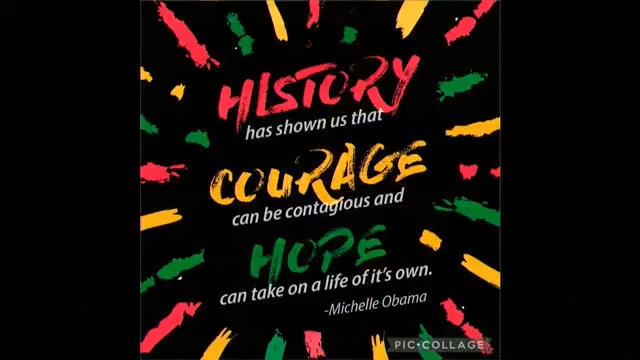 HISTORY
has shown us that
COURAGE
can be contagious and
HOPE
can take on a life of it's own.
-Michelle Obama
PIC•COLLAGE